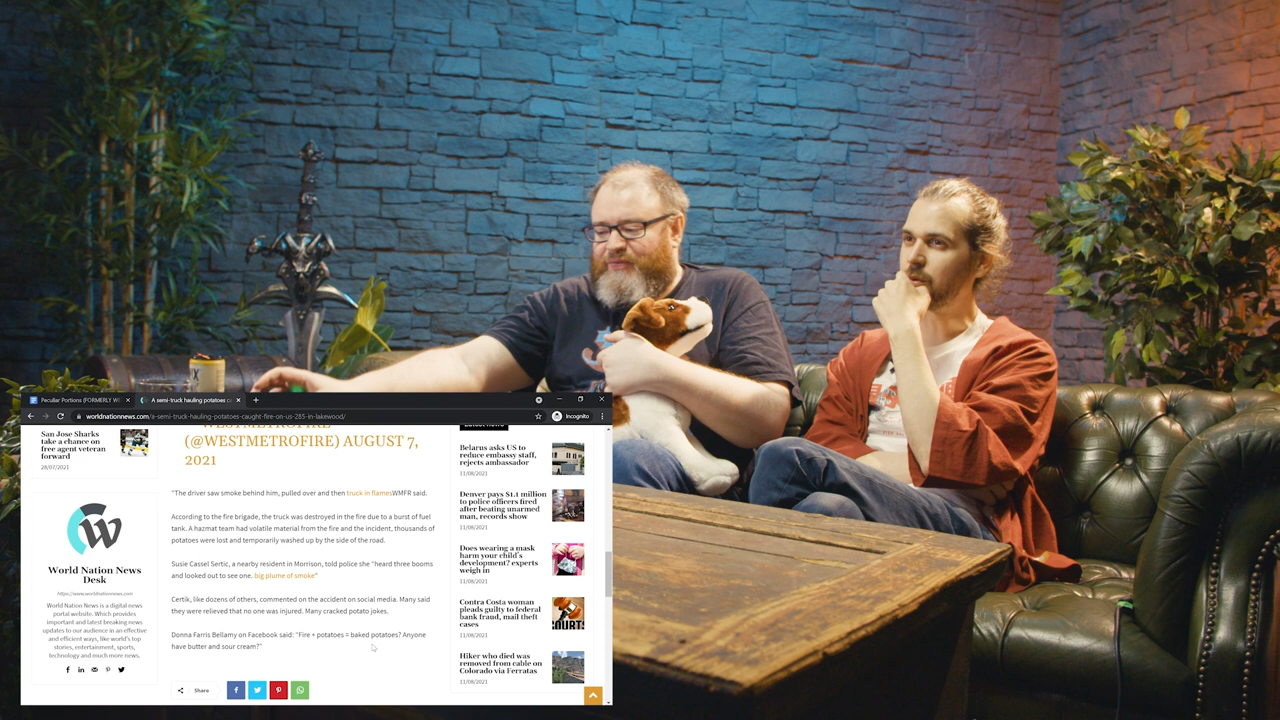 Peculiar Portions (FORMERLY W
A semi-truck hauling potatoes c
worldnationnews.com/a-semi-truck-hauling-potatoes-caught-fire-on-us-285-in-lakewood/
Incognito
San Jose Sharks
take a chance on
free agent veteran
forward
28/07/2021
World Nation News
Desk
https://www.worldnationnews.com
World Nation News is a digital news
portal website. Which provides
important and latest breaking news
updates to our audience in an effective
and efficient ways, like world's top
stories, entertainment, sports,
technology and much more news.
(@WESTMETROFIRE) AUGUST 7,
2021
"The driver saw smoke behind him, pulled over and then truck in flamesWMFR said.
According to the fire brigade, the truck was destroyed in the fire due to a burst of fuel
tank. A hazmat team had volatile material from the fire and the incident, thousands of
potatoes were lost and temporarily washed up by the side of the road.
Susie Cassel Sertic, a nearby resident in Morrison, told police she "heard three booms
and looked out to see one. big plume of smoke"
Certik, like dozens of others, commented on the accident on social media. Many said
they were relieved that no one was injured. Many cracked potato jokes.
Donna Farris Bellamy on Facebook said: "Fire + potatoes = baked potatoes? Anyone
have butter and sour cream?"
Share
Belarus asks US to
reduce embassy staff,
rejects ambassador
11/08/2021
Denver pays $1.1 million
to police officers fired
after beating unarmed
man, records show
11/08/2021
Does wearing a mask
harm your child's
development? experts
weigh in
11/08/2021
Contra Costa woman
pleads guilty to federal
bank fraud, mail theft
cases
11/08/2021
Hiker who died was
removed from cable on
Colorado via Ferratas
11/08/2021